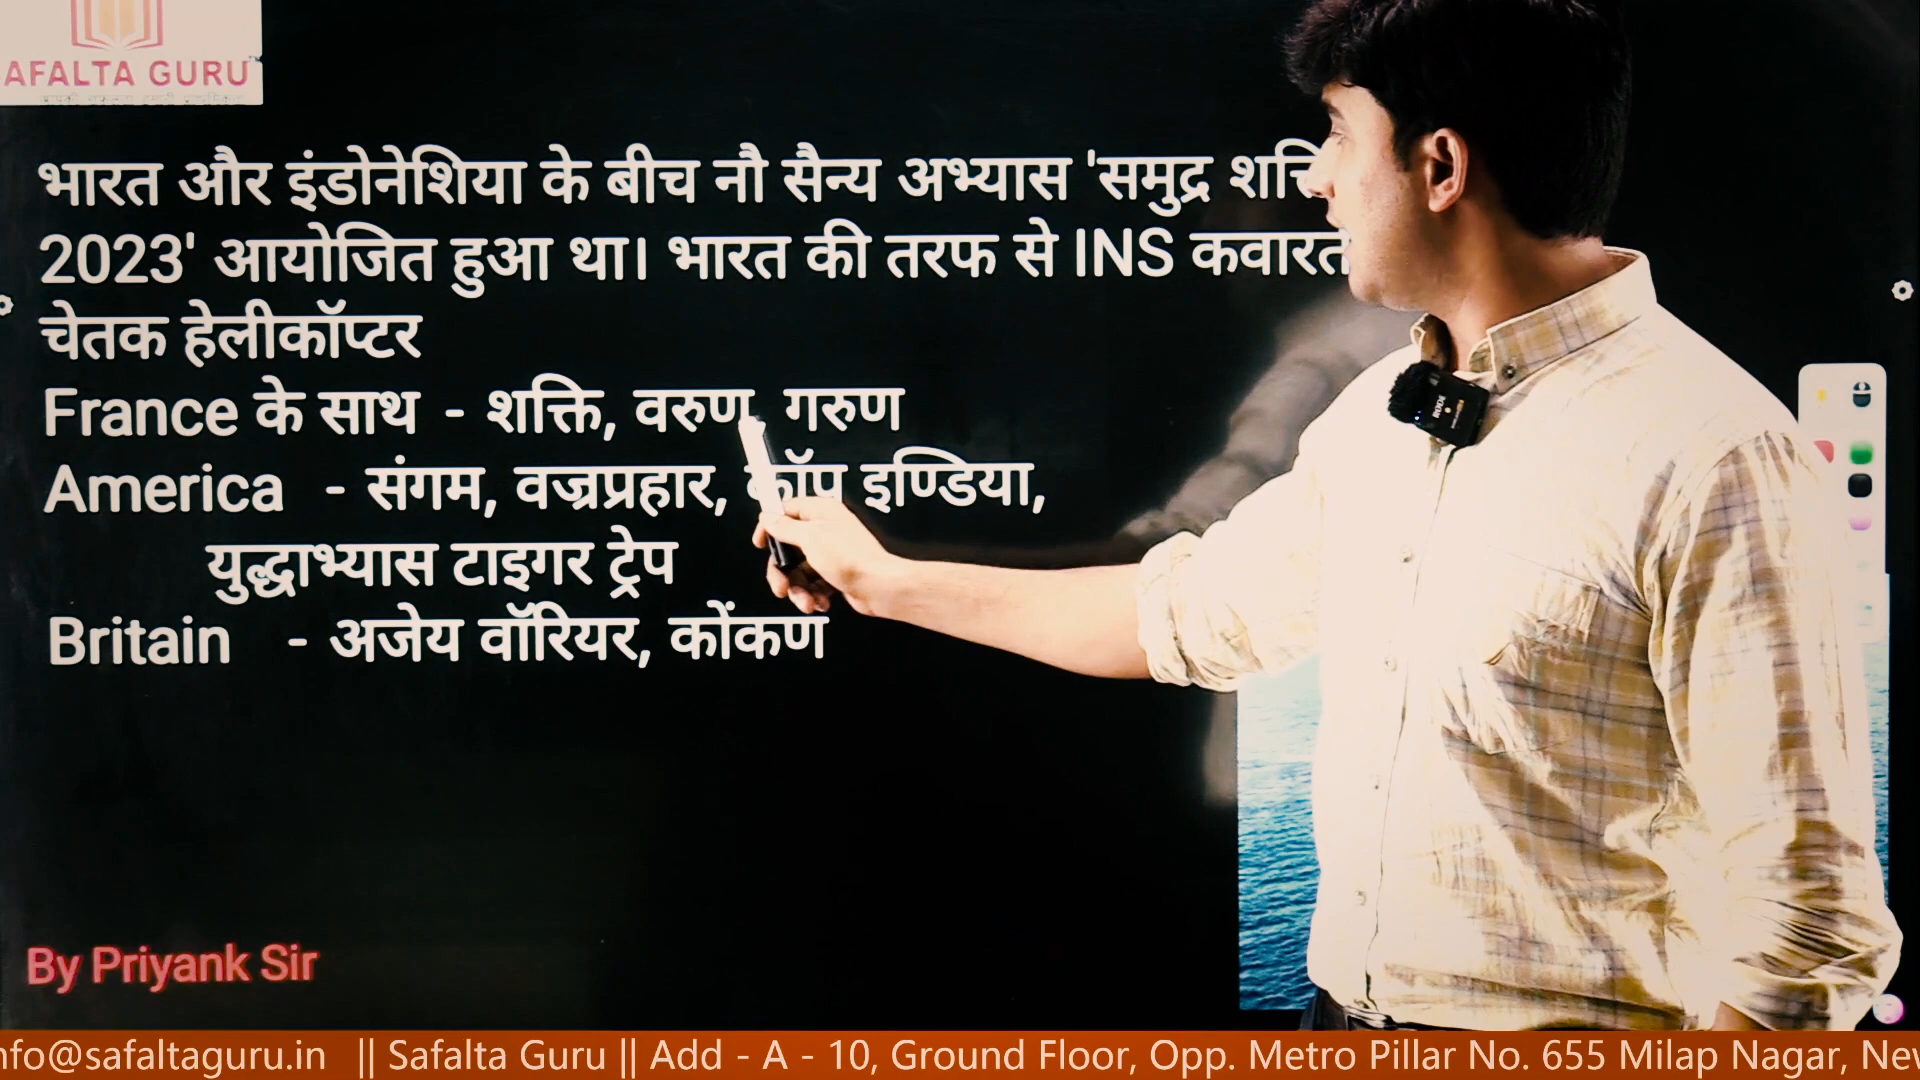 AFALTA GURU
भारत और इंडोनेशिया के बीच नौ सैन्य अभ्यास 'समुद्र
2023' आयोजित हुआ था। भारत की तरफ से INS कवारत
चेतक हेलीकॉप्टर
France के साथ - शक्ति, वरुण, गरुण
America - संगम, वज्रप्रहार, कॉप इण्डिया,
युद्धाभ्यास टाइगर ट्रेप
Britain - अजेय वॉरियर, कोंकण
By Priyank Sir
nfo@safaltaguru.in || Safalta Guru || Add - A - 10, Ground Floor, Opp. Metro Pillar No. 655 Milap Nagar, New